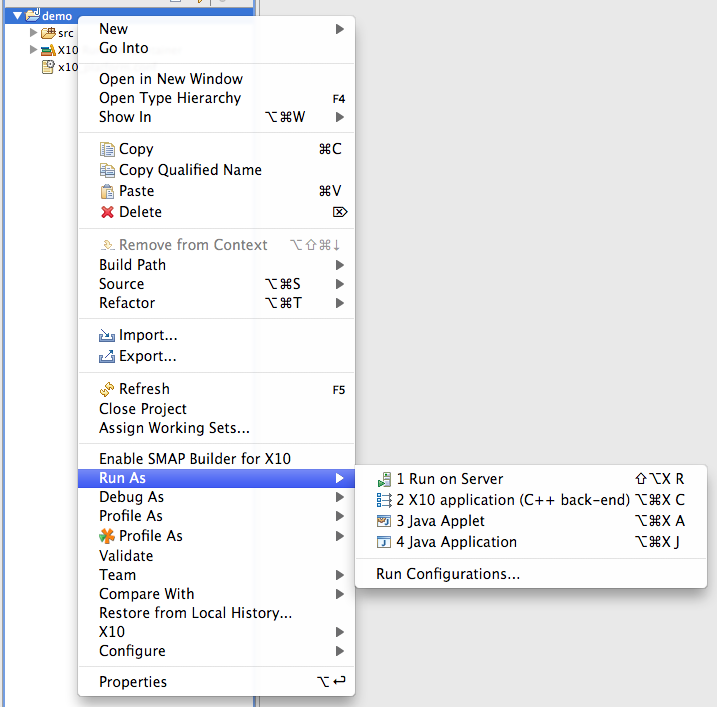 demo
src
X10
x10
New
Go Into
Open in New Window
Open Type Hierarchy F4
Show In ⌥⌘W
Copy ⌘C
Copy Qualified Name
Paste ⌘V
Delete ⌦
Remove from Context ⌥⇧⌘↓
Build Path
Source ⌥⌘S
Refactor ⌥⌘T
Import...
Export...
Refresh F5
Close Project
Assign Working Sets...
Enable SMAP Builder for X10
Run As
Debug As
Profile As
Profile As
Validate
Team
Compare With
Restore from Local History...
X10
Configure
Properties ⌥↩
1 Run on Server ⇧⌥X R
2 X10 application (C++ back-end) ⌥⌘X C
3 Java Applet ⌥⌘X A
4 Java Application ⌥⌘X J
Run Configurations...